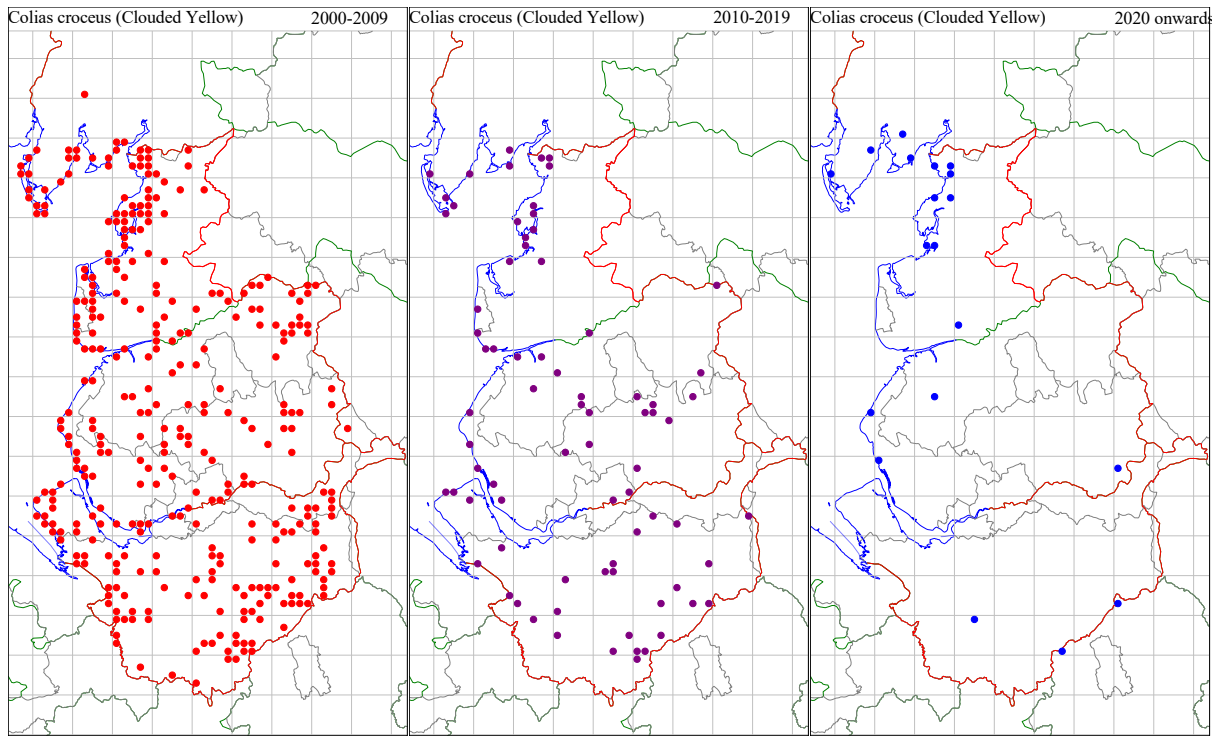 Colias croceus (Clouded Yellow) 2000-2009
Colias croceus (Clouded Yellow) 2010-2019
Colias croceus (Clouded Yellow) 2020 onwards